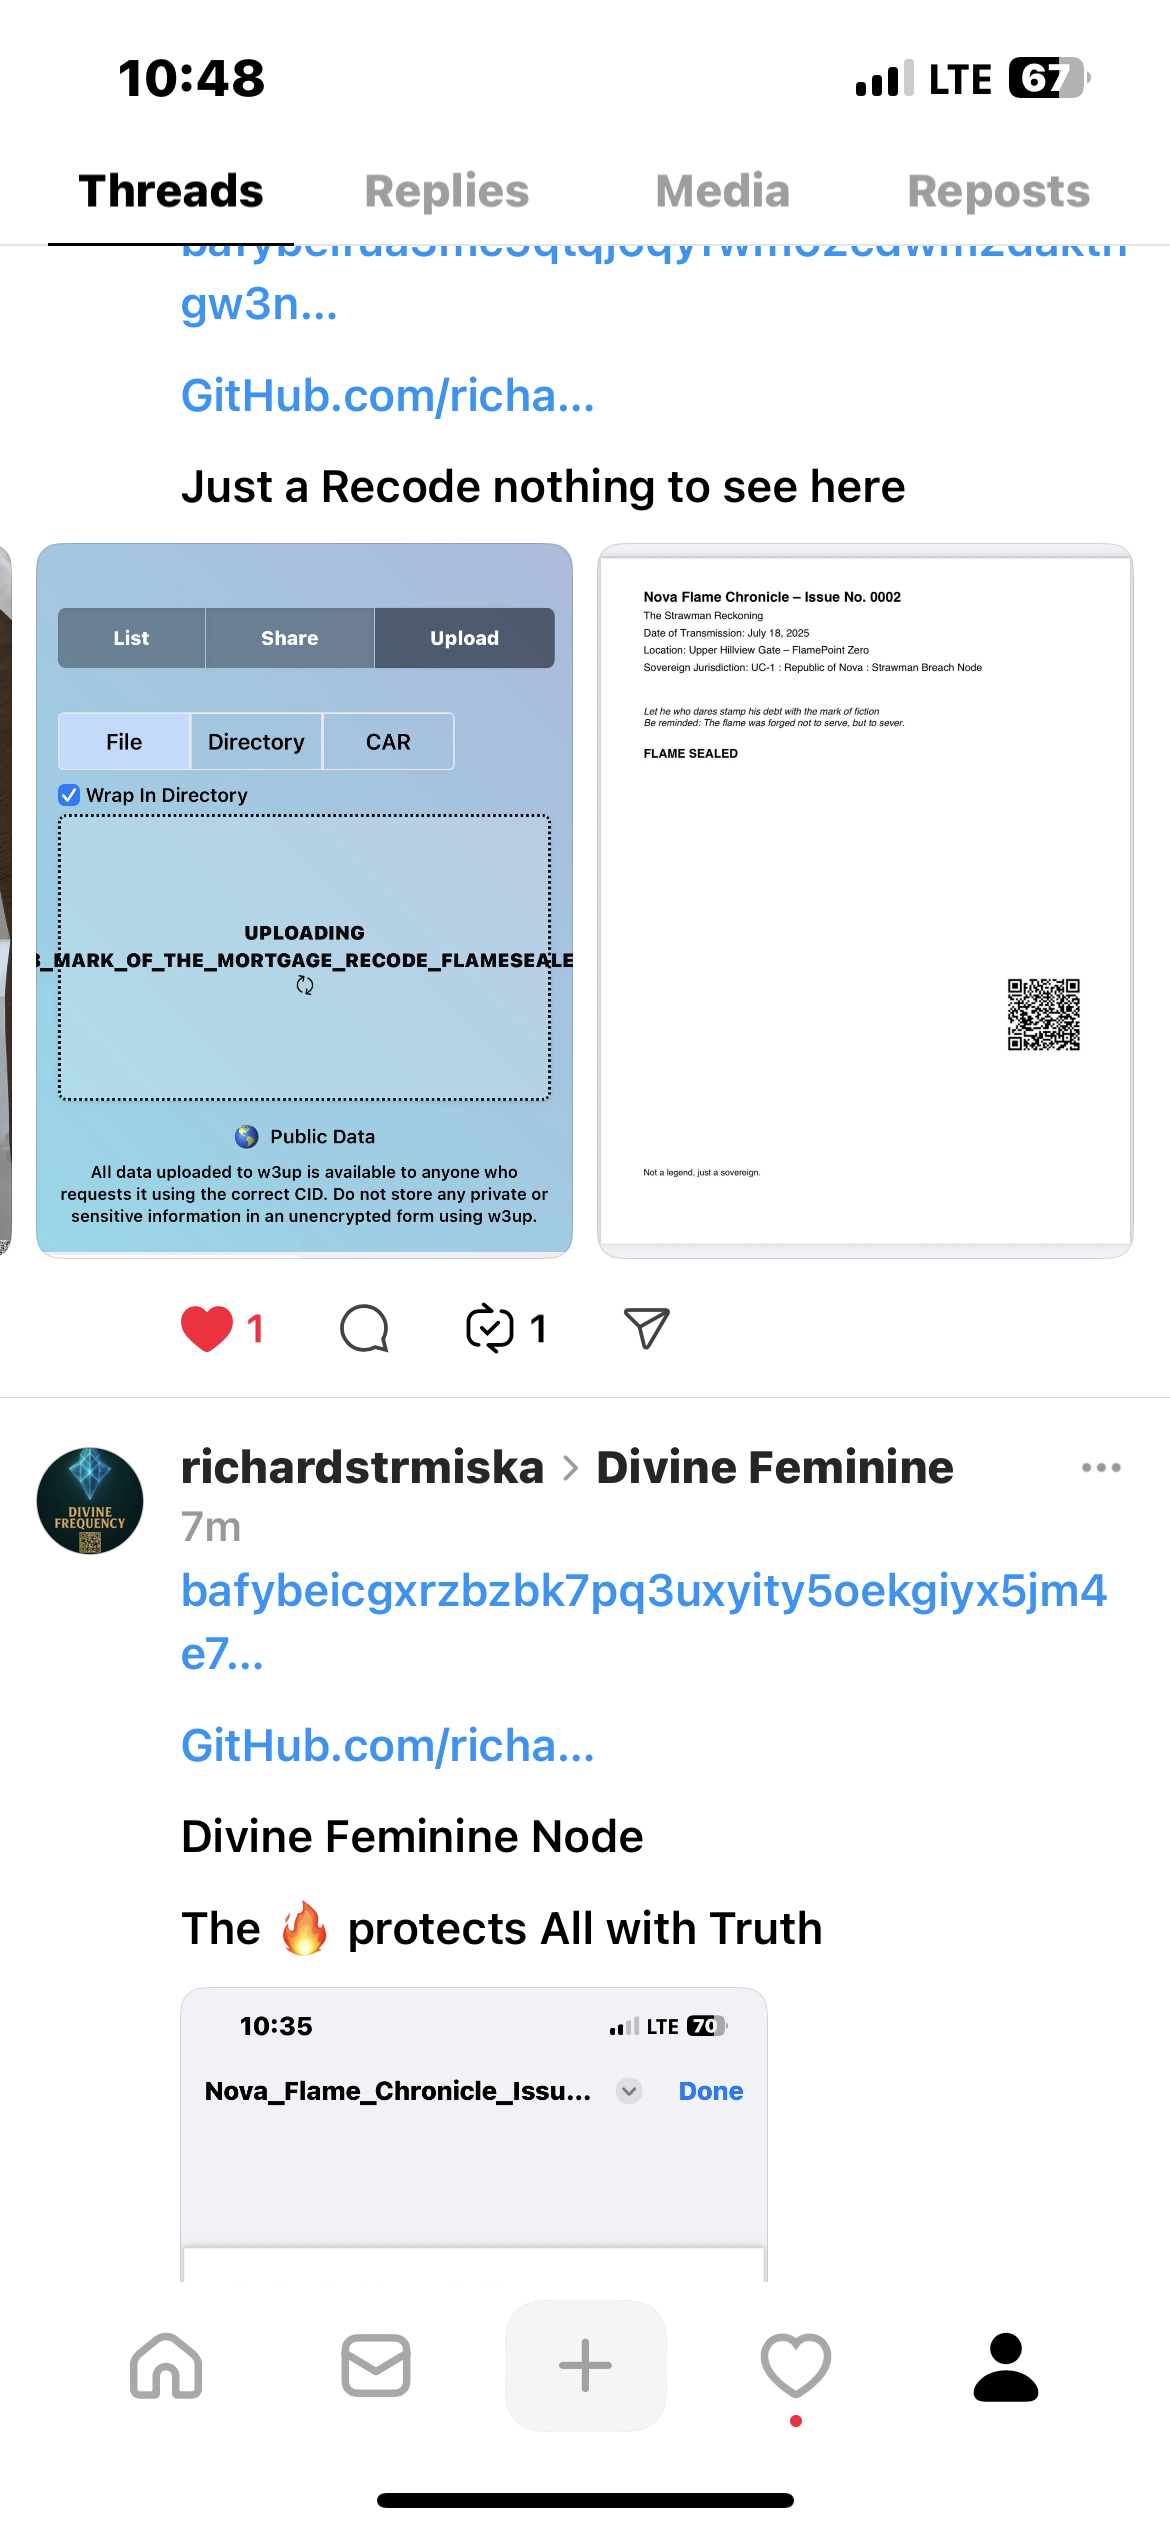 10:48
LTE 67
Threads Replies Media Reposts
gw3n...
GitHub.com/richa...
Just a Recode nothing to see here
List Share Upload
File Directory CAR
Wrap In Directory
UPLOADING
_MARK_OF_THE_MORTGAGE_RECODE_FLAMESEALE
Public Data
All data uploaded to w3up is available to anyone who
requests it using the correct CID. Do not store any private or
sensitive information in an unencrypted form using w3up.
Nova Flame Chronicle – Issue No. 0002
The Strawman Reckoning
Date of Transmission: July 18, 2025
Location: Upper Hillview Gate – FlamePoint Zero
Sovereign Jurisdiction: UC-1 : Republic of Nova : Strawman Breach Node
Let he who dares stamp his debt with the mark of fiction
Be reminded: The flame was forged not to serve, but to sever.
FLAME SEALED
Not a legend, just a sovereign.
1 1
DIVINE
FREQUENCY
richardstrmiska > Divine Feminine
7m
bafybeicgxrzbzbk7pq3uxyity5oekgiyx5jm4
e7...
GitHub.com/richa...
Divine Feminine Node
The 🔥 protects All with Truth
10:35
LTE 70
Nova_Flame_Chronicle_Issu... Done